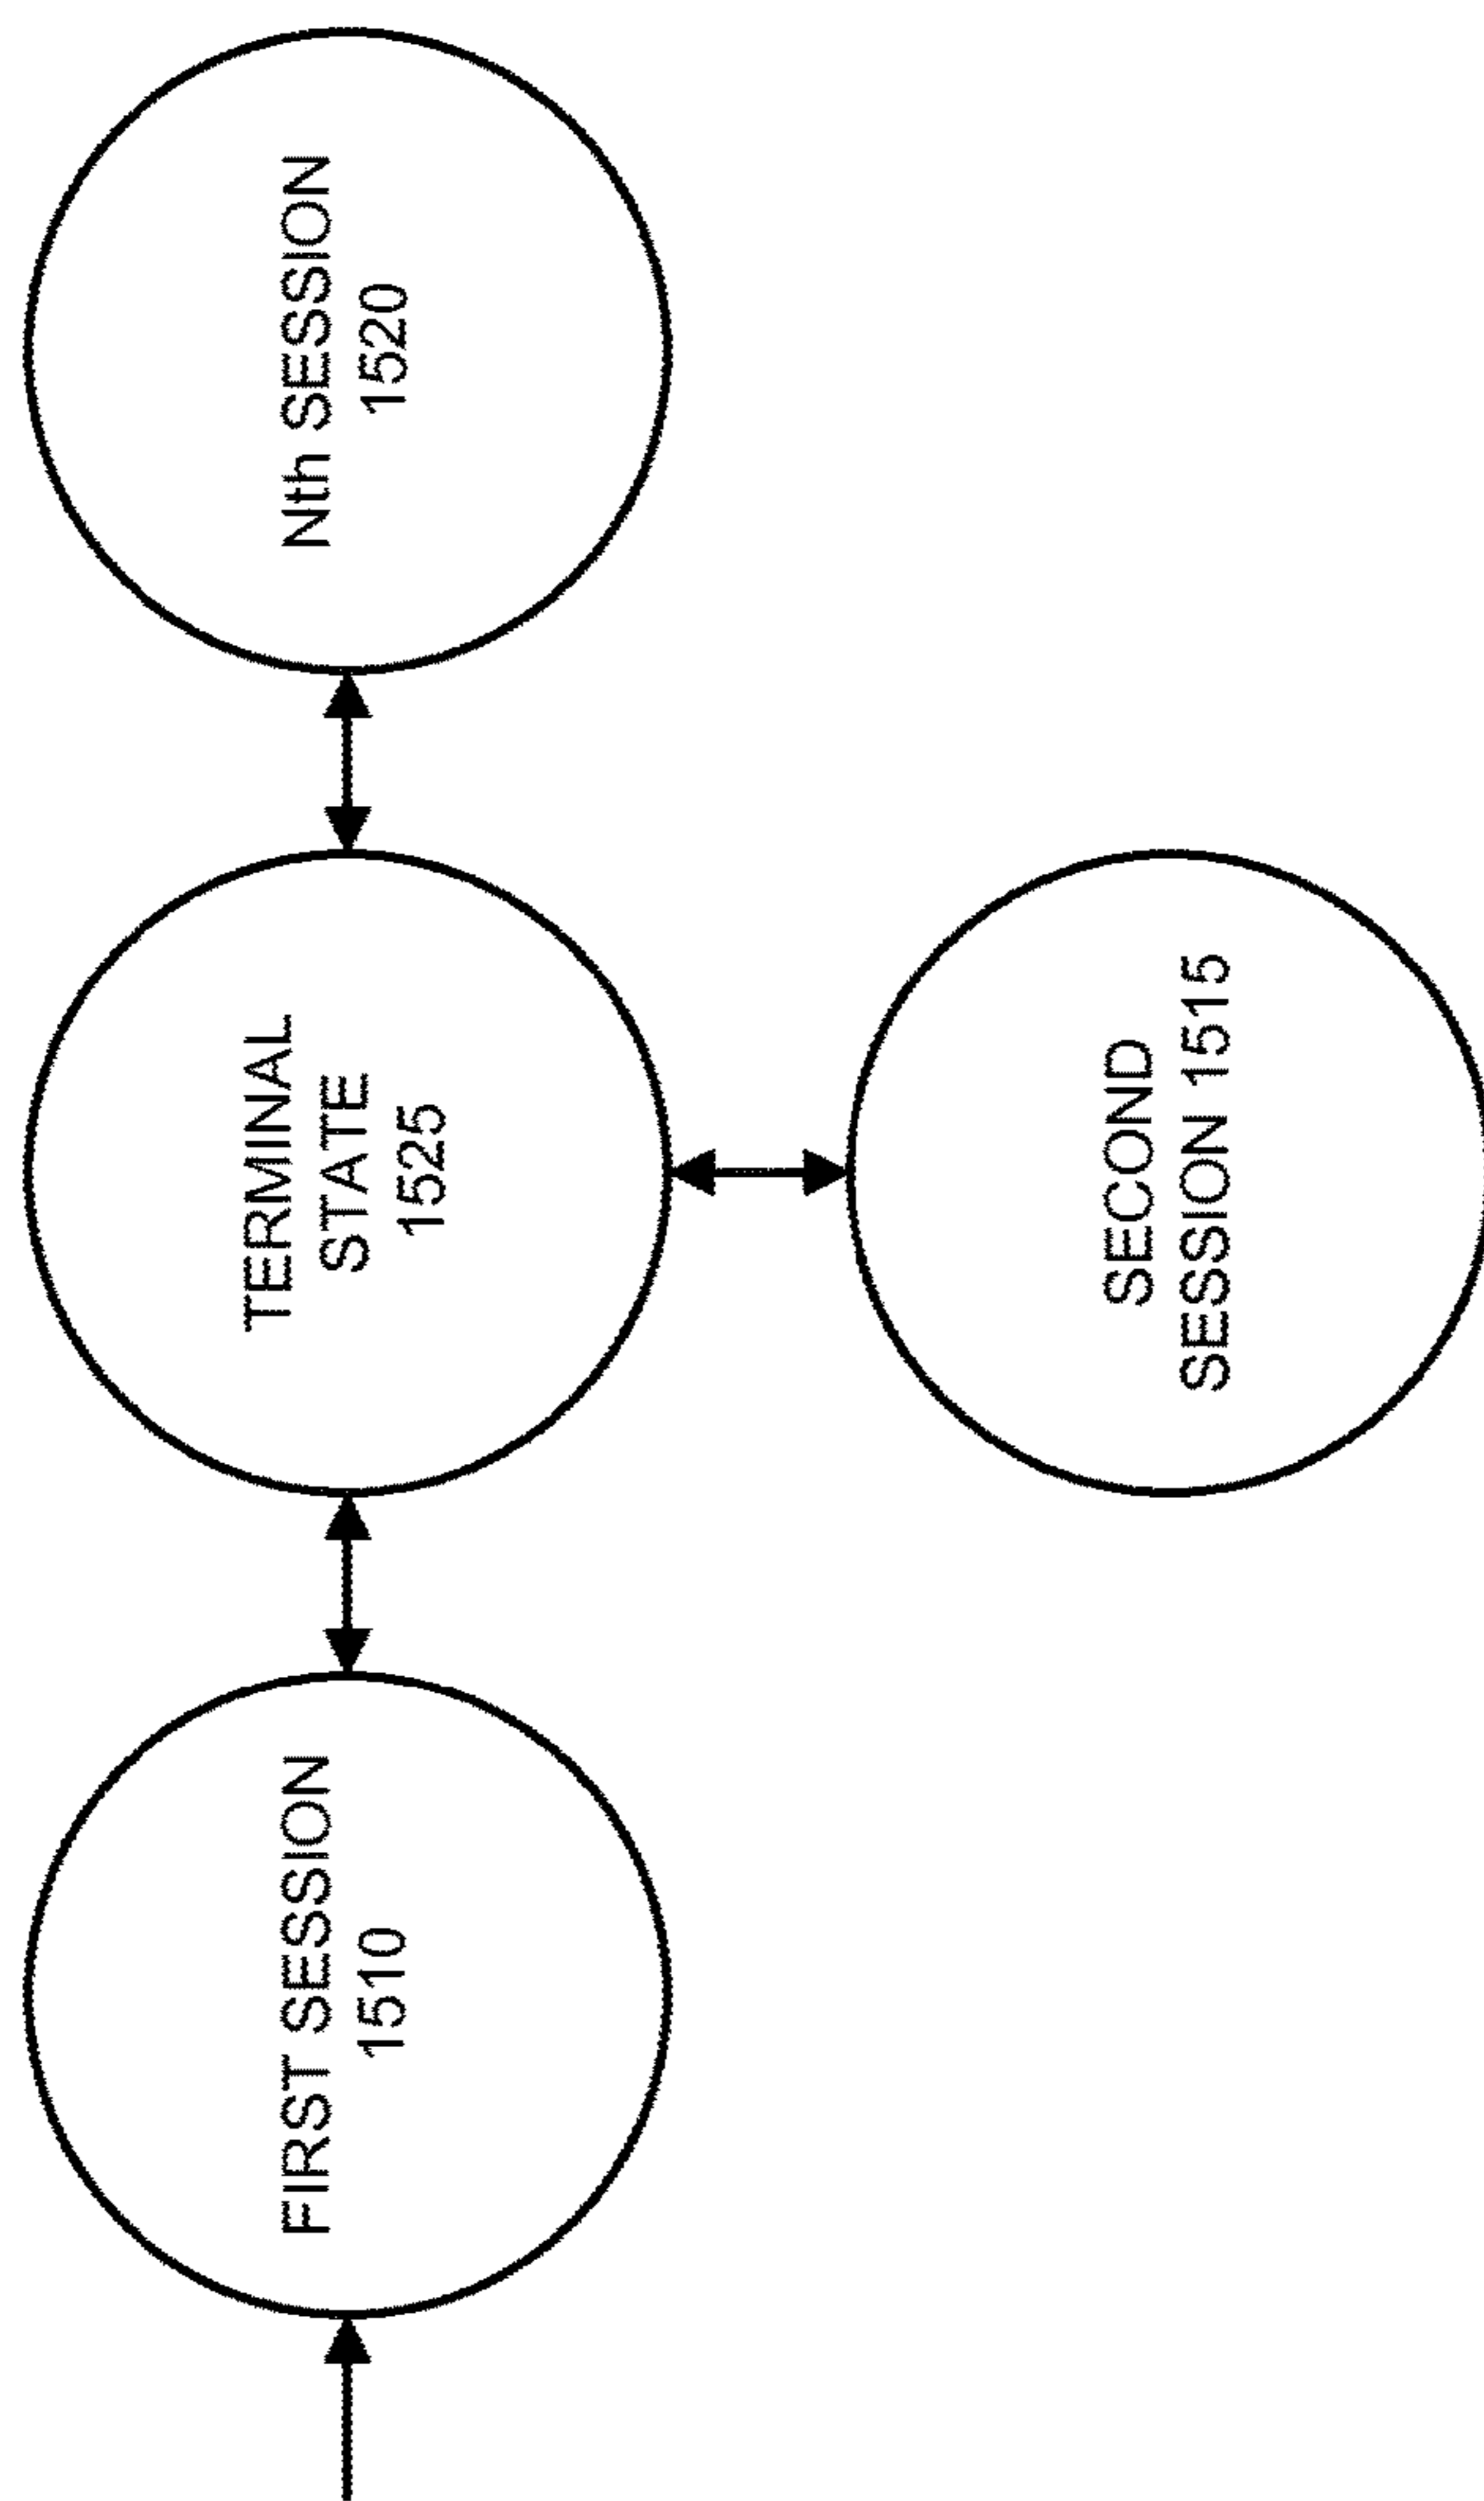 FIRST SESSION
1510
TERMINAL
STATE
1525
Nth SESSION
1520
SECOND
SESSION 1515